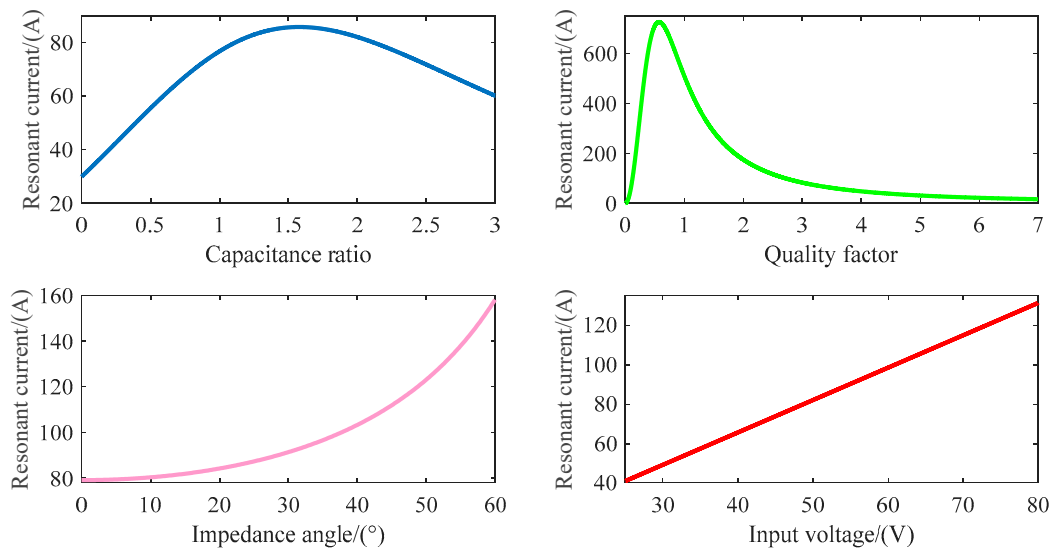 Resonant current/(A)
80
60
40
20
0 0.5 1 1.5 2 2.5 3
Capacitance ratio
Resonant current/(A)
600
400
200
0
0 1 2 3 4 5 6 7
Quality factor
Resonant current/(A)
160
140
120
100
80
0 10 20 30 40 50 60
Impedance angle/(°)
Resonant current/(A)
120
100
80
60
40
30 40 50 60 70 80
Input voltage/(V)